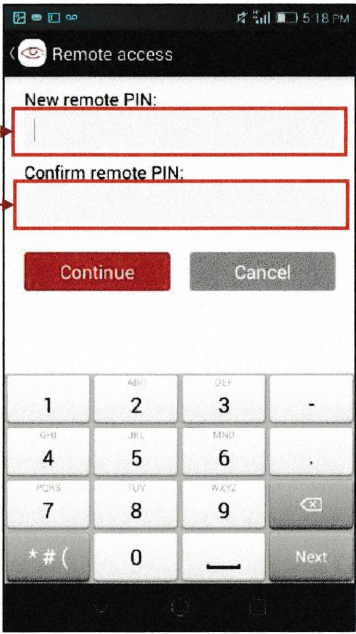 5:18 PM
Remote access
New remote PIN:
Confirm remote PIN:
Continue Cancel
1 ABC 2 DEF 3 -
GHI 4 JKL 5 MNO 6 .
PQRS 7 TUV 8 WXYZ 9
* # ( 0 Next